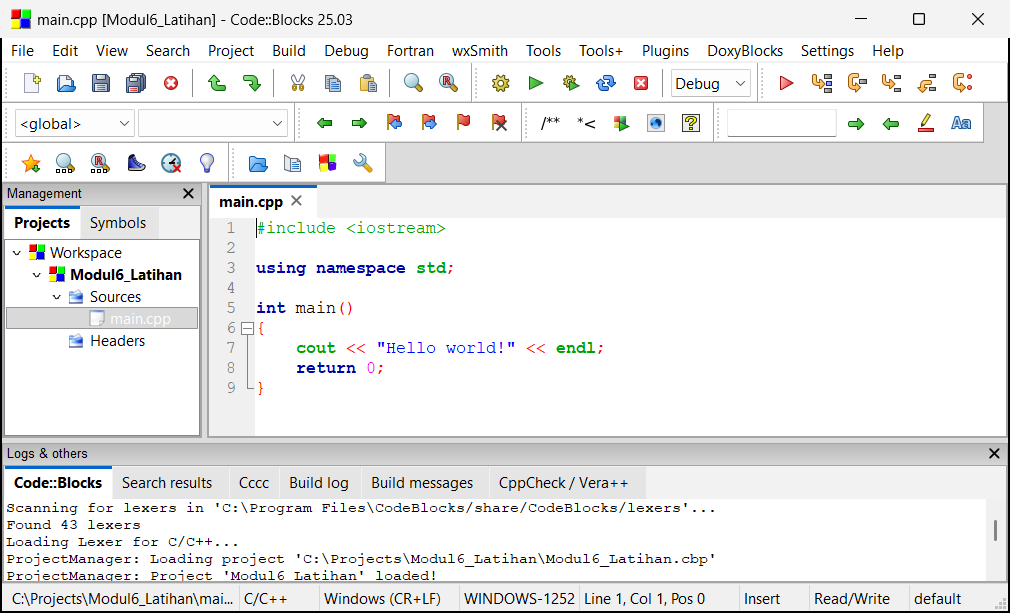 main.cpp [Modul6_Latihan] - Code::Blocks 25.03
File Edit View Search Project Build Debug Fortran wxSmith Tools Tools+ Plugins DoxyBlocks Settings Help
Debug
<global>
/** *<
Management
Projects Symbols
Workspace
Modul6_Latihan
Sources
main.cpp
Headers
main.cpp
1 #include <iostream>
2
3 using namespace std;
4
5 int main()
6 {
7 cout << "Hello world!" << endl;
8 return 0;
9 }
Logs & others
Code::Blocks Search results Cccc Build log Build messages CppCheck / Vera++
Scanning for lexers in 'C:\Program Files\CodeBlocks/share/CodeBlocks/lexers'...
Found 43 lexers
Loading Lexer for C/C++...
ProjectManager: Loading project 'C:\Projects\Modul6_Latihan\Modul6_Latihan.cbp'
ProjectManager: Project 'Modul6_Latihan' loaded!
C:\Projects\Modul6_Latihan\mai... C/C++ Windows (CR+LF) WINDOWS-1252 Line 1, Col 1, Pos 0 Insert Read/Write default